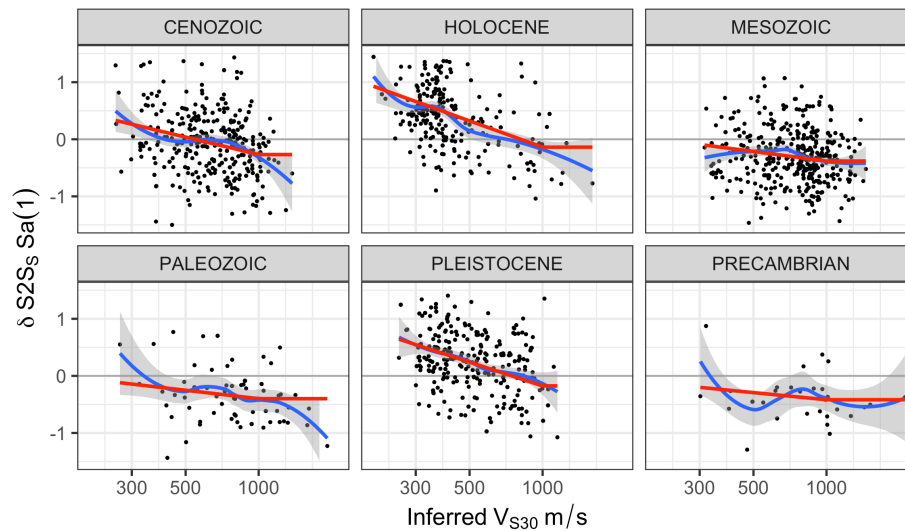 CENOZOIC HOLOCENE MESOZOIC
1
0
-1
PALEOZOIC PLEISTOCENE PRECAMBRIAN
1
0
-1
δ S2S_S Sa(1)
300 500 1000 300 500 1000 300 500 1000
Inferred V_S30 m/s